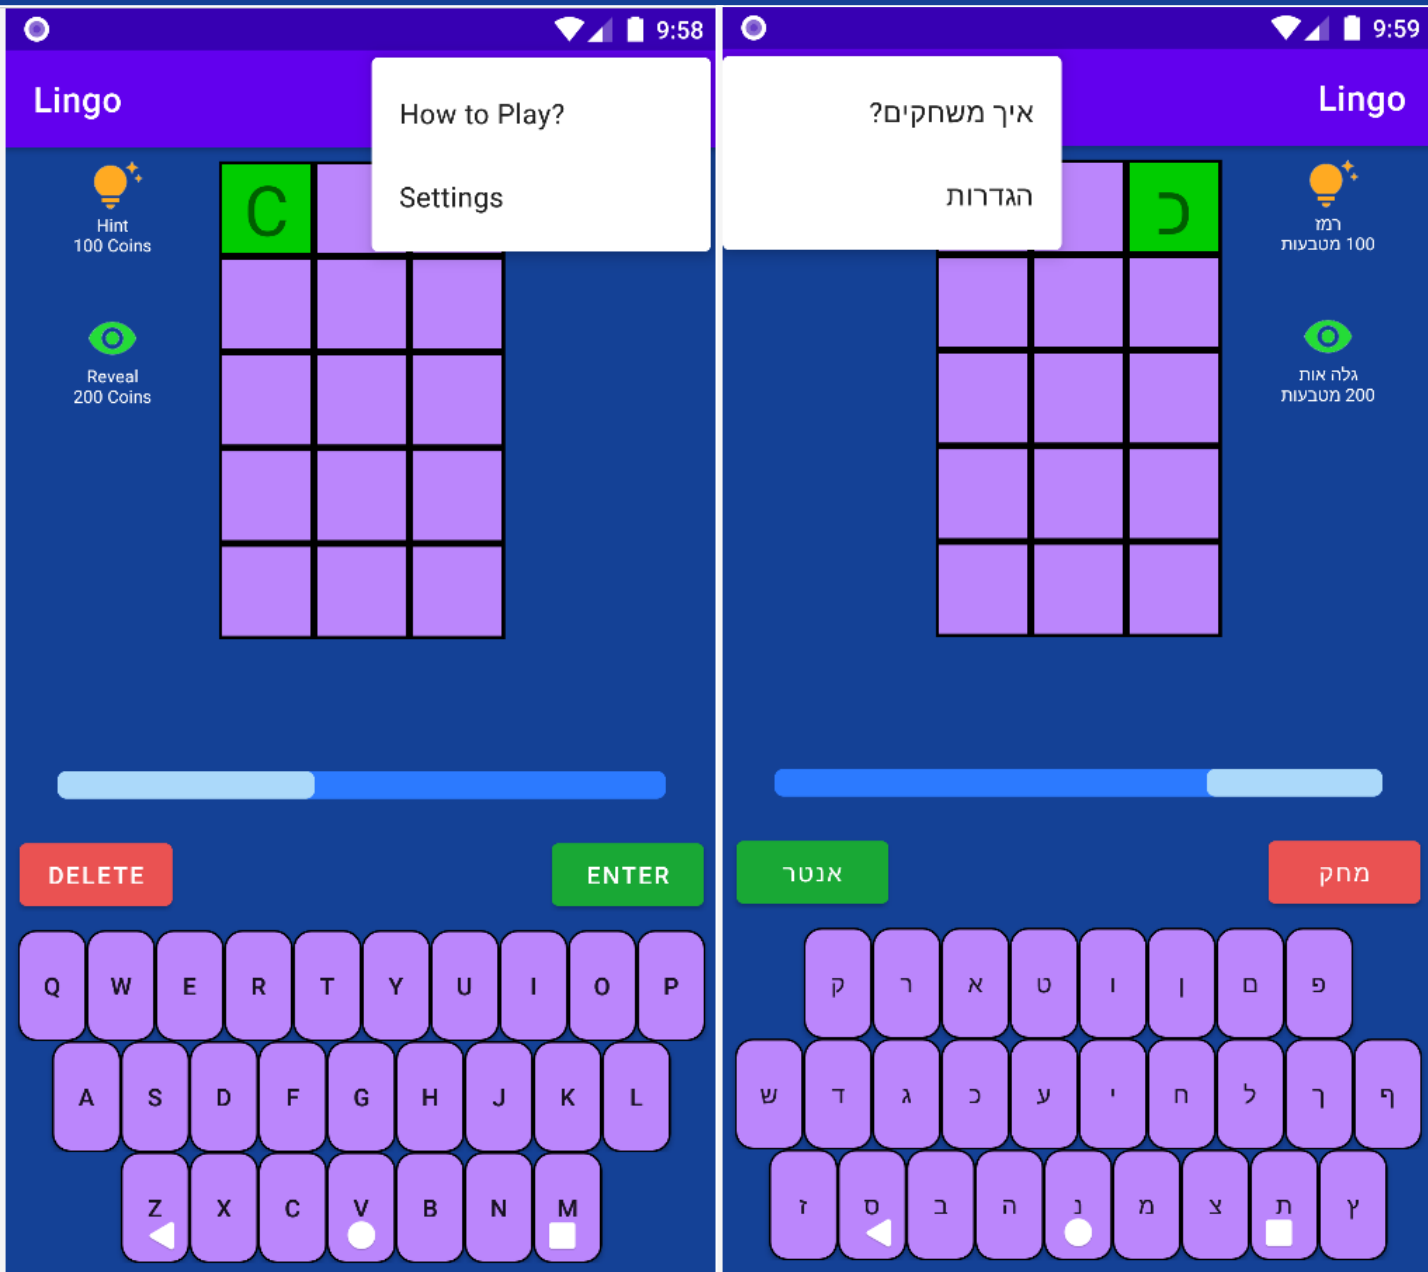 9:58
Lingo
How to Play?
Settings
Hint
100 Coins
C
Reveal
200 Coins
DELETE
ENTER
Q W E R T Y U I O P
A S D F G H J K L
Z X C V B N M
9:59
Lingo
איך משחקים?
הגדרות
רמז
100 מטבעות
כ
גלה אות
200 מטבעות
אנטר
מחק
ק ר א ט ו ן ם פ
ש ד ג כ ע י ח ל ך ף
ז ס ב ה נ מ צ ת ץ